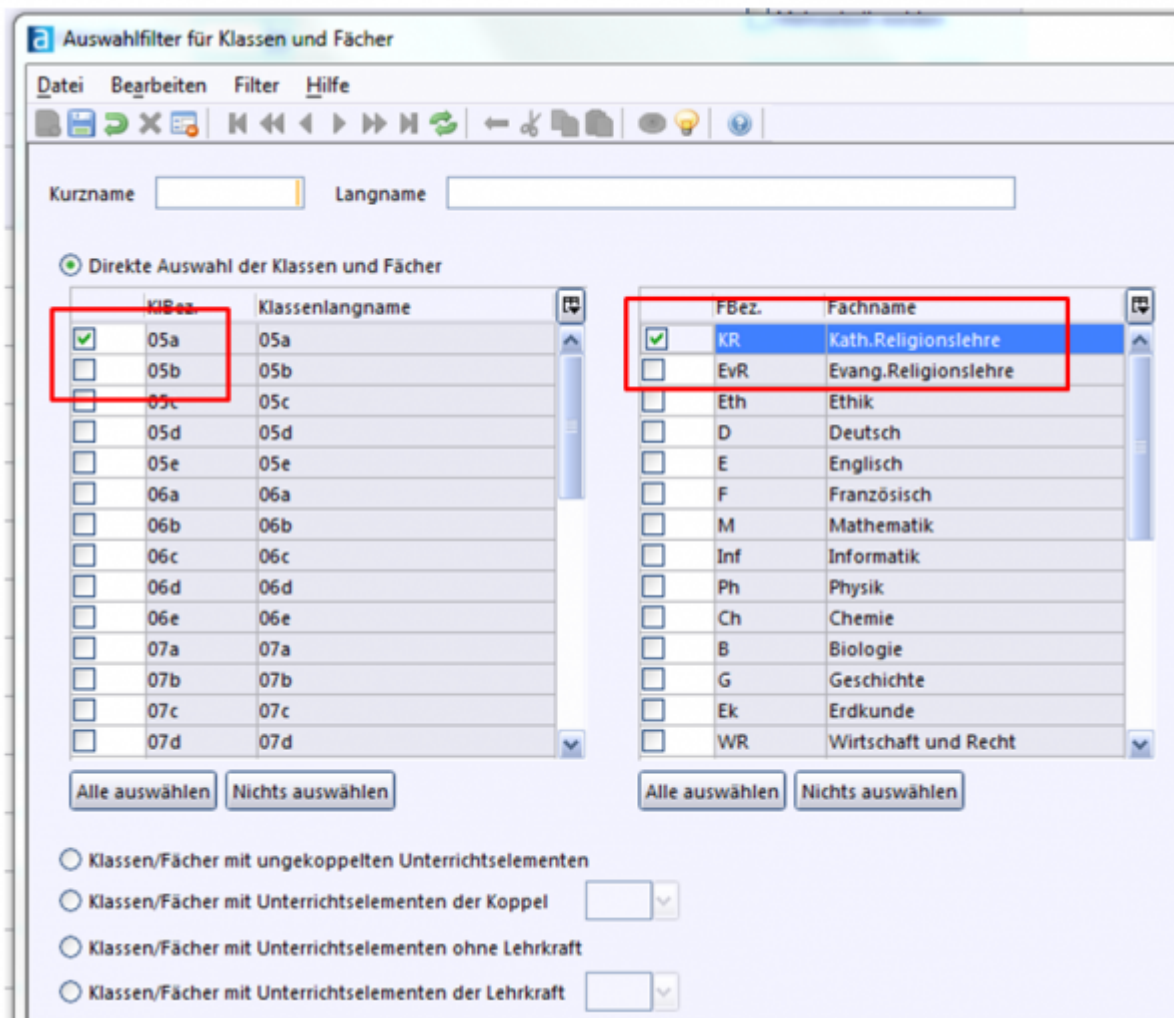 Auswahlfilter für Klassen und Fächer
Datei Bearbeiten Filter Hilfe
Kurzname Langname
Direkte Auswahl der Klassen und Fächer
KlBez. Klassenlangname FBez. Fachname
05a 05a KR Kath.Religionslehre
05b 05b EvR Evang.Religionslehre
05c 05c Eth Ethik
05d 05d D Deutsch
05e 05e E Englisch
06a 06a F Französisch
06b 06b M Mathematik
06c 06c Inf Informatik
06d 06d Ph Physik
06e 06e Ch Chemie
07a 07a B Biologie
07b 07b G Geschichte
07c 07c Ek Erdkunde
07d 07d WR Wirtschaft und Recht
Alle auswählen Nichts auswählen Alle auswählen Nichts auswählen
Klassen/Fächer mit ungekoppelten Unterrichtselementen
Klassen/Fächer mit Unterrichtselementen der Koppel
Klassen/Fächer mit Unterrichtselementen ohne Lehrkraft
Klassen/Fächer mit Unterrichtselementen der Lehrkraft